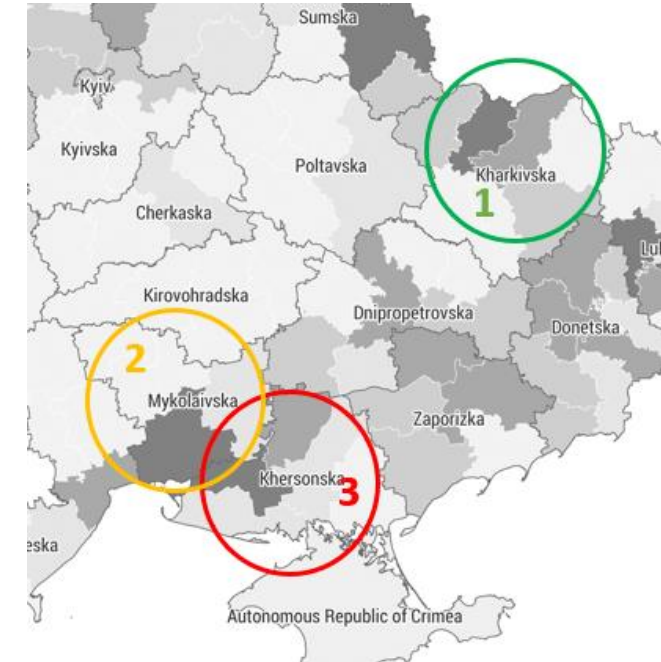 Sumska
Kyiv
Kyivska
Poltavska
Kharkivska
1
Cherkaska
Lul
Kirovohradska
Dnipropetrovska
Donetska
2
Mykolaivska
Zaporizka
Khersonska
3
eska
Autonomous Republic of Crimea